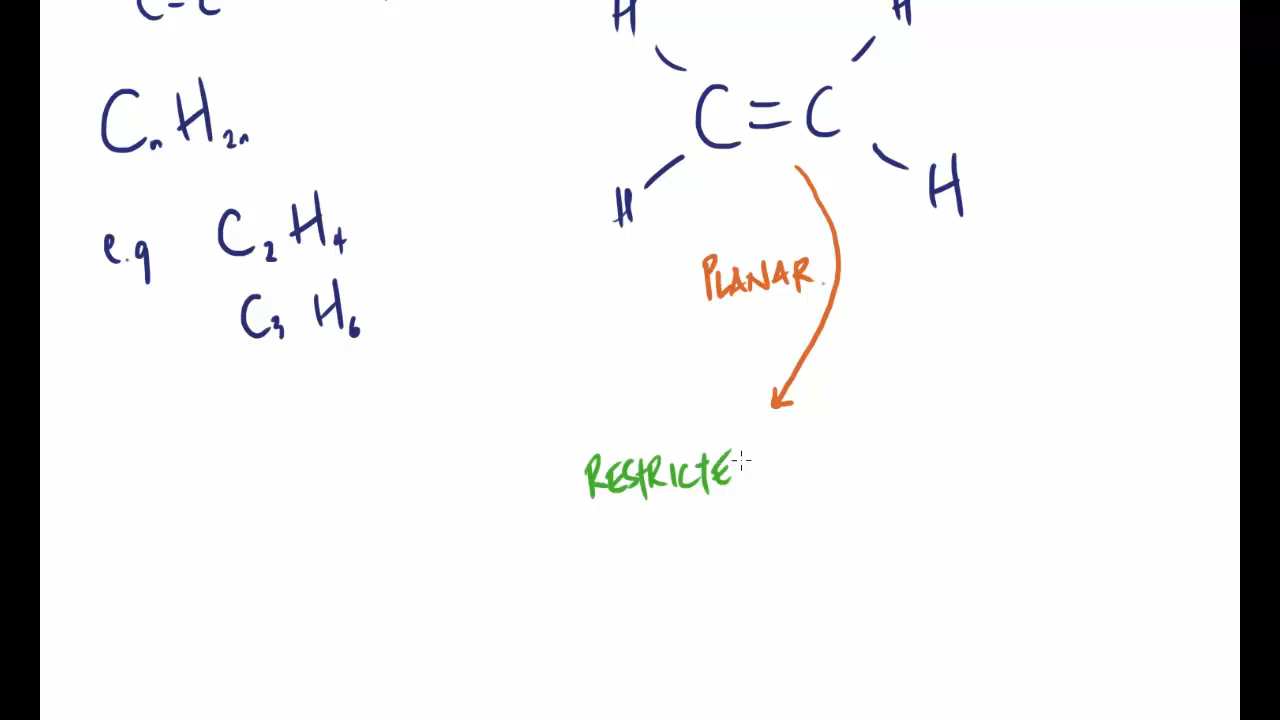 C=C
CnH2n
e.g C2H4
C3H6
H H
C=C
H H
PLANAR.
RESTRICTE